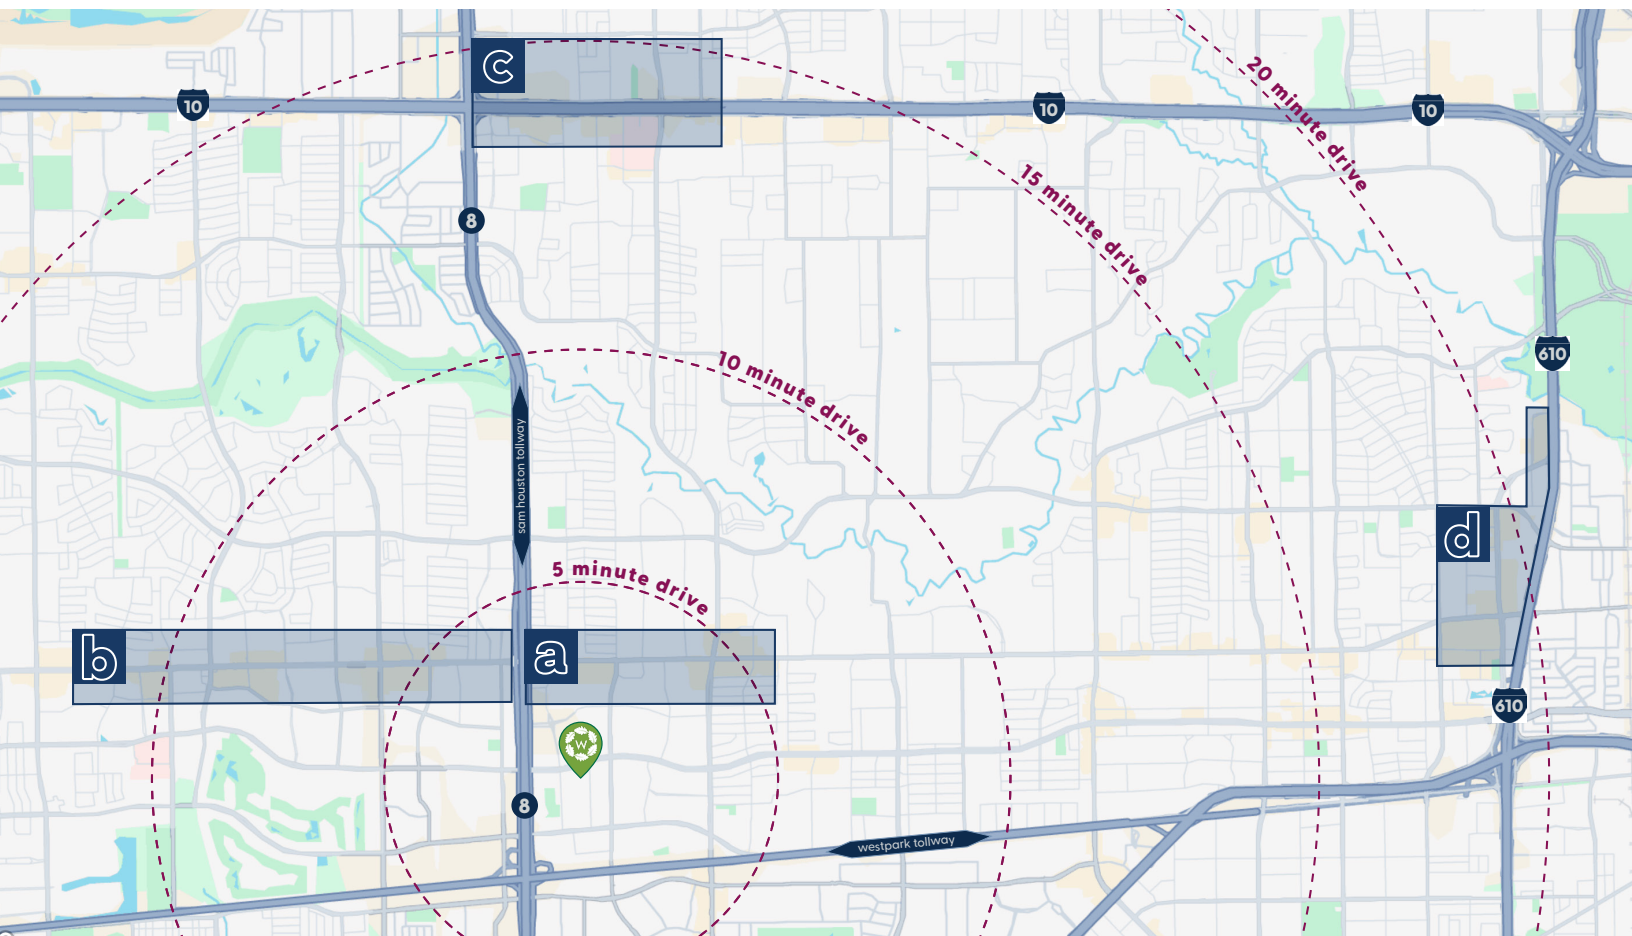 c
20 minute drive
10
10
10
15 minute drive
8
610
10 minute drive
sam houston tollway
d
5 minute drive
b
a
610
W
8
westpark tollway